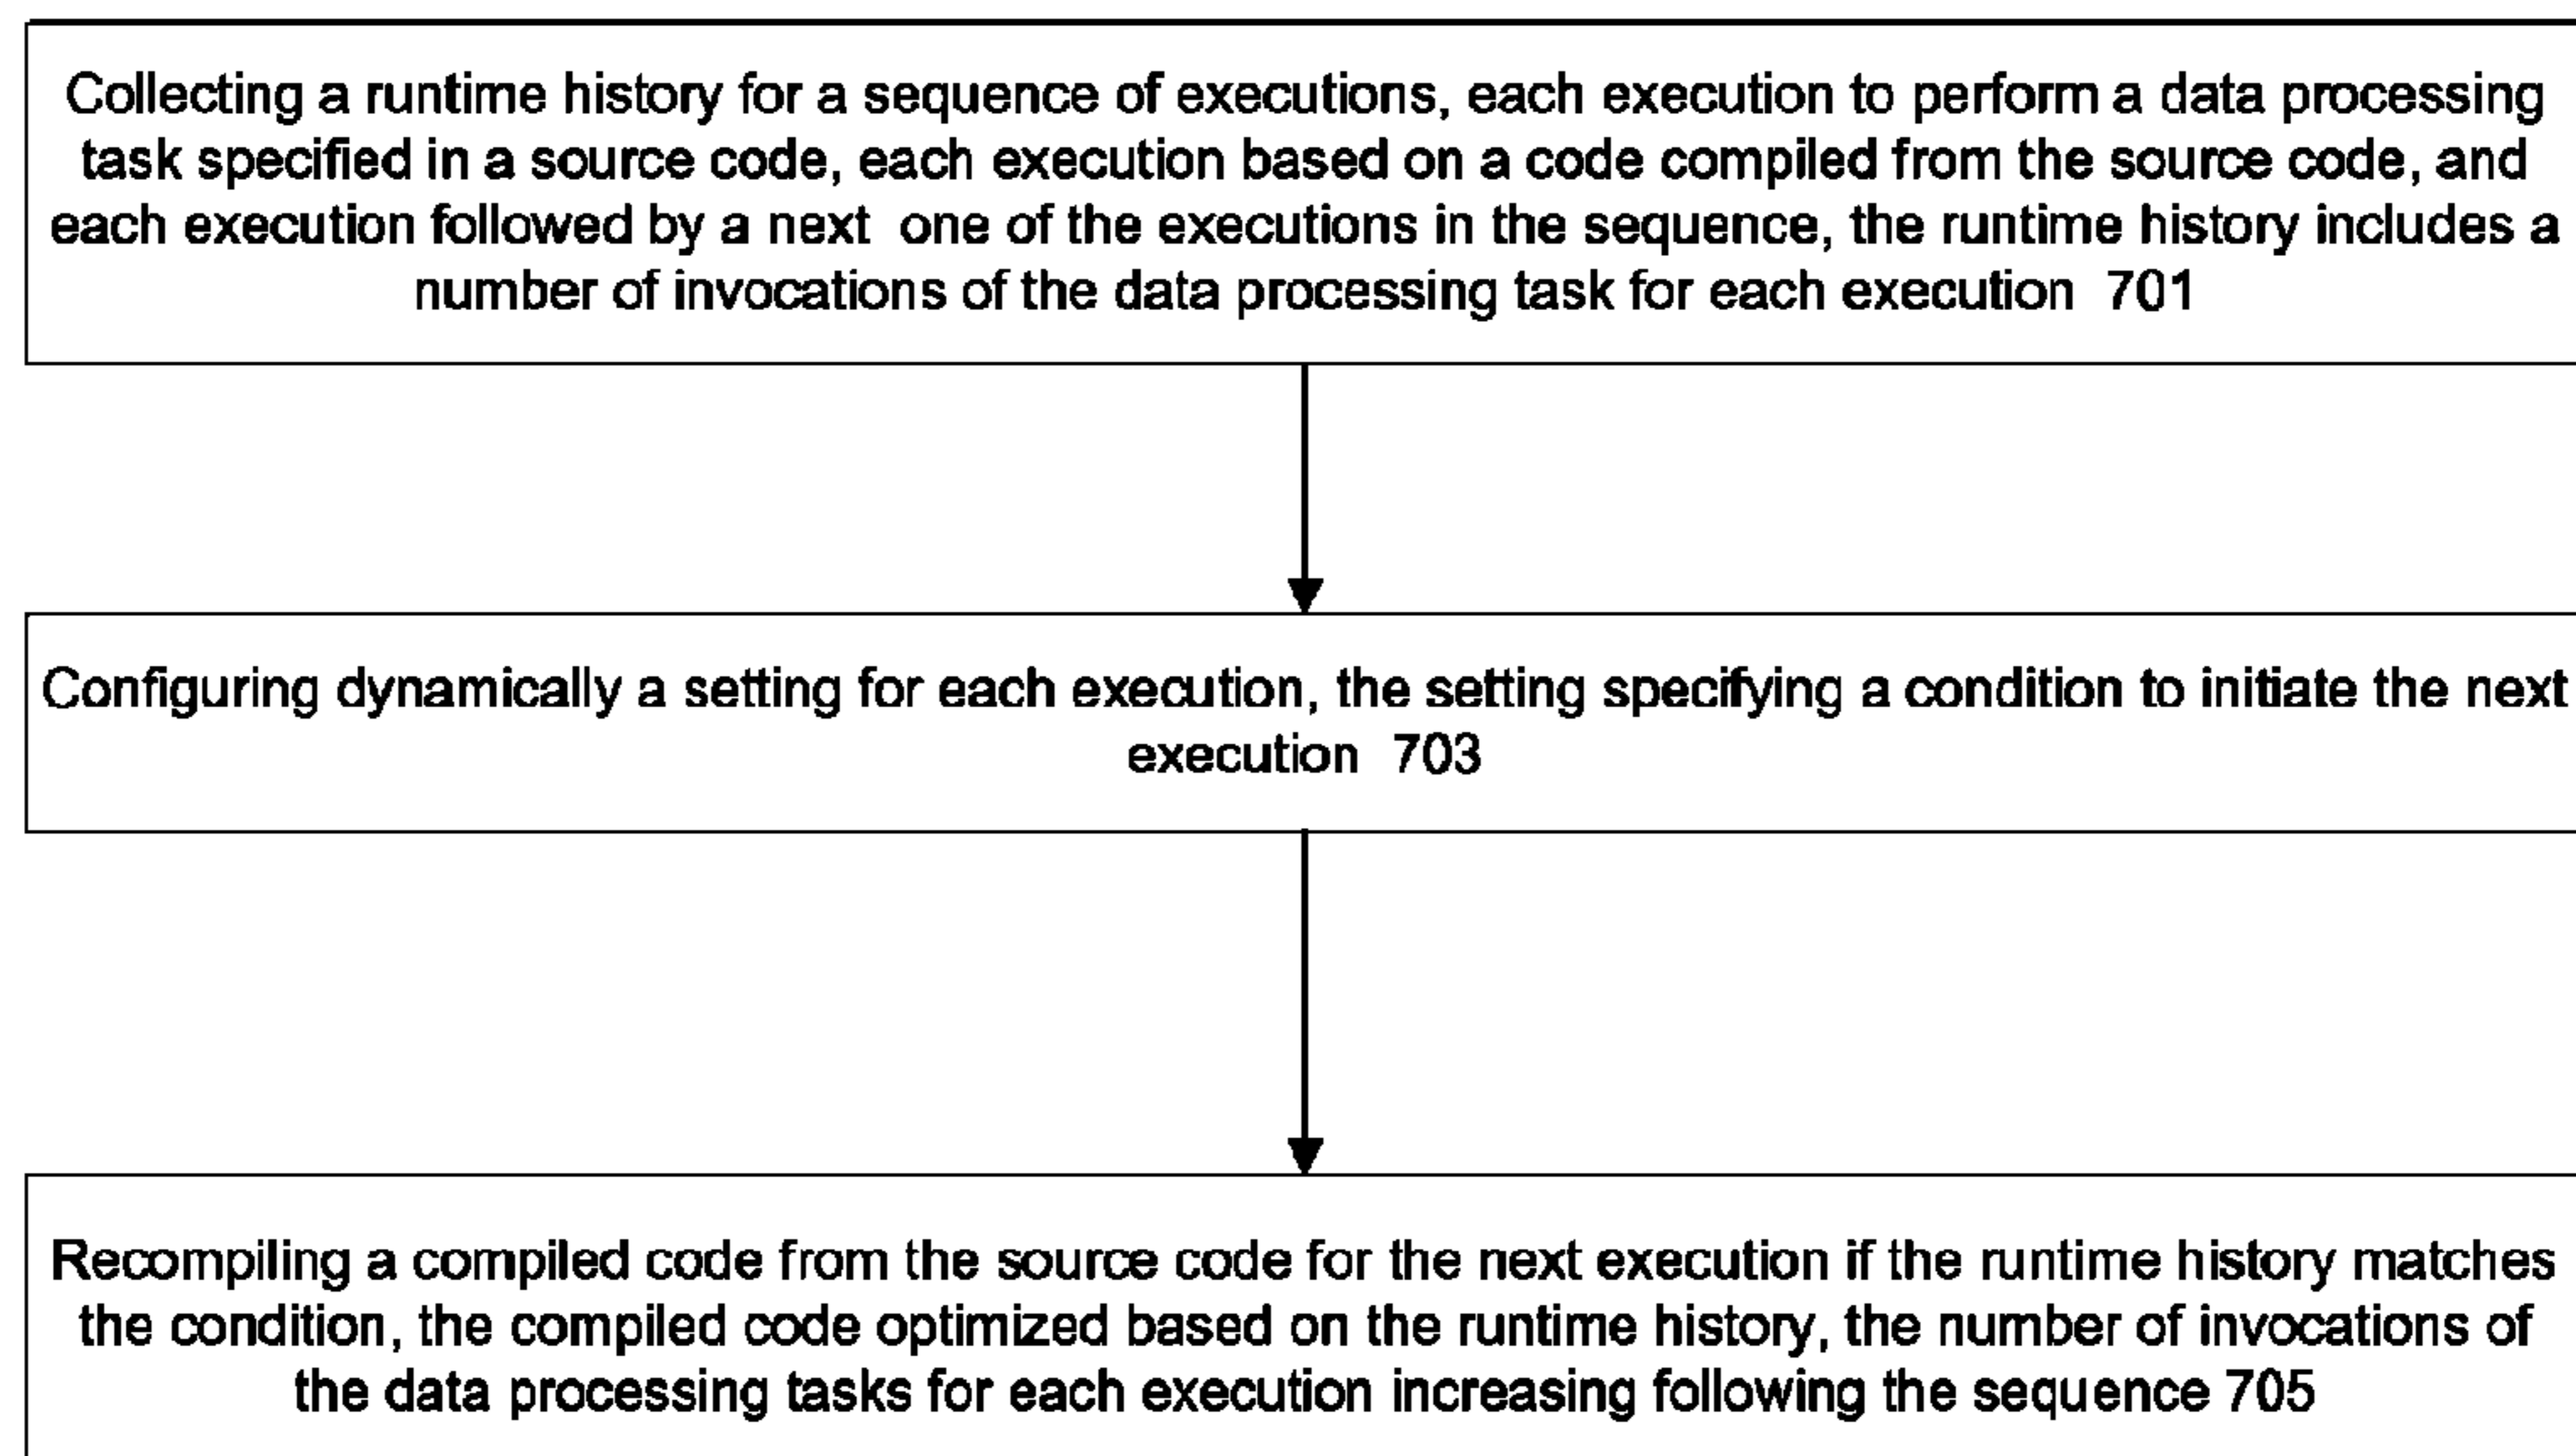 Collecting a runtime history for a sequence of executions, each execution to perform a data processing
task specified in a source code, each execution based on a code compiled from the source code, and
each execution followed by a next one of the executions in the sequence, the runtime history includes a
number of invocations of the data processing task for each execution 701
Configuring dynamically a setting for each execution, the setting specifying a condition to initiate the next
execution 703
Recompiling a compiled code from the source code for the next execution if the runtime history matches
the condition, the compiled code optimized based on the runtime history, the number of invocations of
the data processing tasks for each execution increasing following the sequence 705